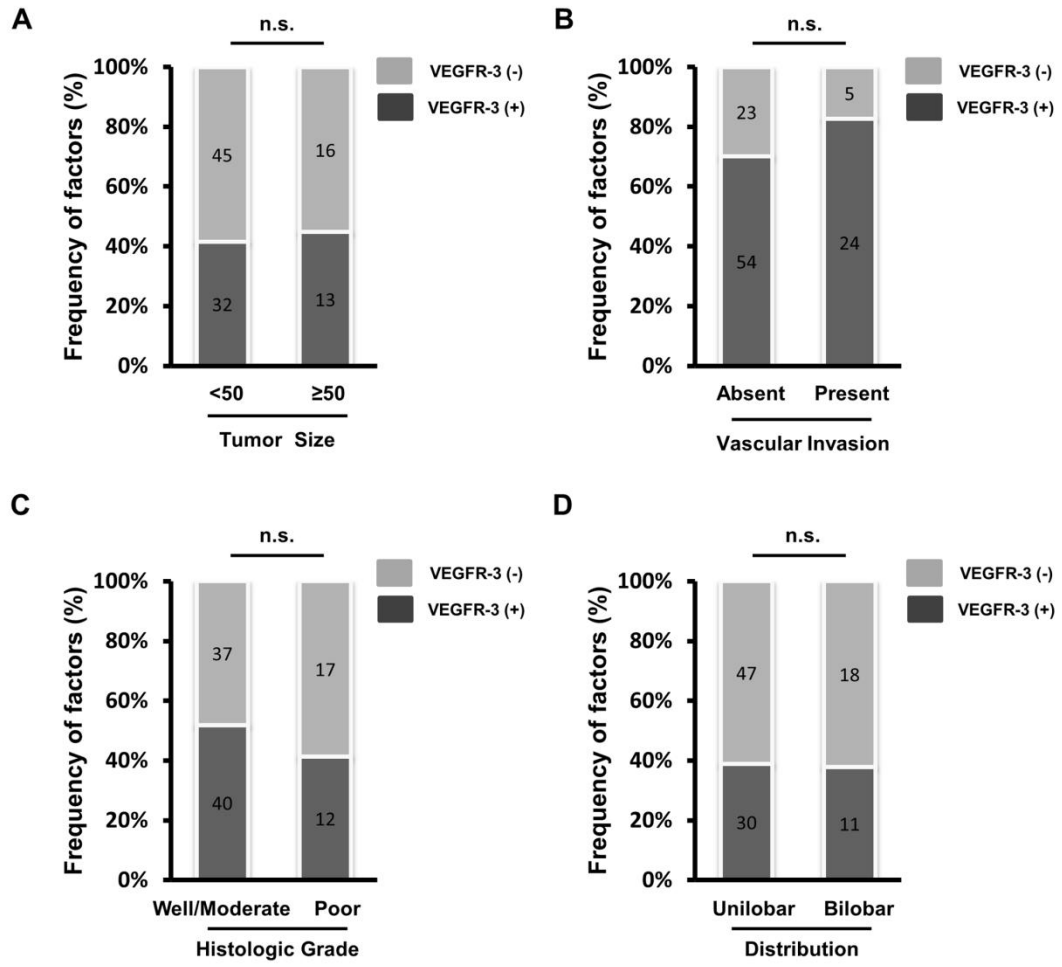 A
n.s.
100%
80%
60%
40%
20%
0%
Frequency of factors (%)
45
16
32
13
<50 ≥50
Tumor Size
VEGFR-3 (-)
VEGFR-3 (+)
B
n.s.
100%
80%
60%
40%
20%
0%
Frequency of factors (%)
23
5
54
24
Absent Present
Vascular Invasion
VEGFR-3 (-)
VEGFR-3 (+)
C
n.s.
100%
80%
60%
40%
20%
0%
Frequency of factors (%)
37
17
40
12
Well/Moderate Poor
Histologic Grade
VEGFR-3 (-)
VEGFR-3 (+)
D
n.s.
100%
80%
60%
40%
20%
0%
Frequency of factors (%)
47
18
30
11
Unilobar Bilobar
Distribution
VEGFR-3 (-)
VEGFR-3 (+)